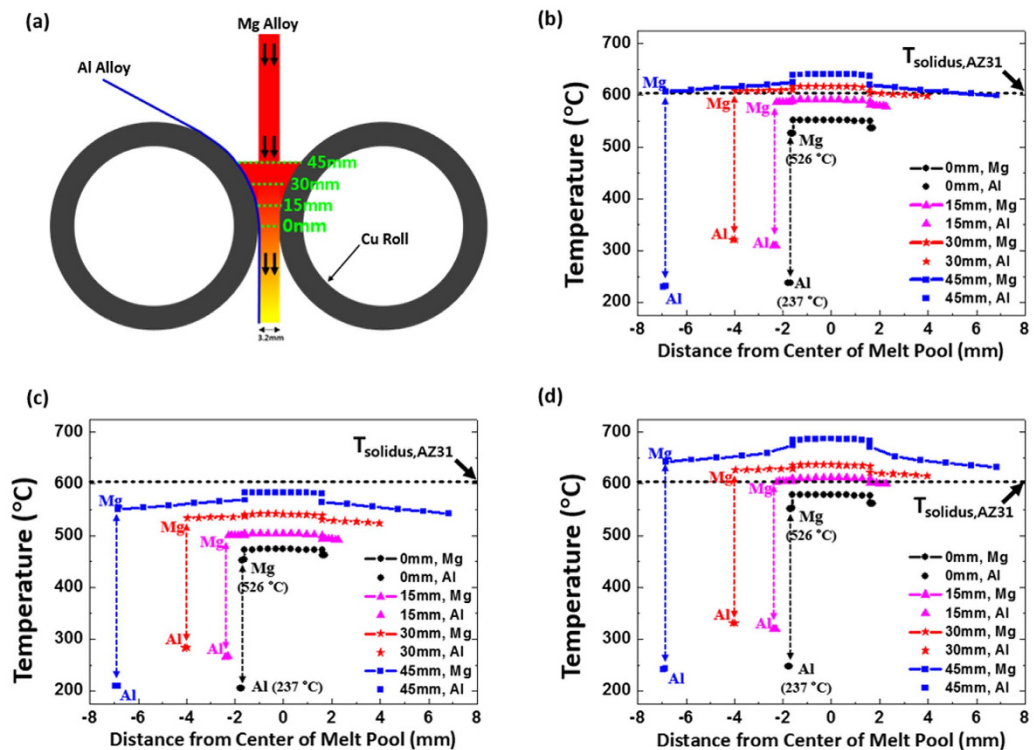 (a)
Mg Alloy
Al Alloy
45mm
30mm
15mm
0mm
Cu Roll
3.2mm
(b)
700
600
500
400
300
200
Temperature (°C)
T solidus,AZ31
Mg
Mg
Mg
Mg
(526 °C)
Al
Al
Al
Al
(237 °C)
0mm, Mg
0mm, Al
15mm, Mg
15mm, Al
30mm, Mg
30mm, Al
45mm, Mg
45mm, Al
-8 -6 -4 -2 0 2 4 6 8
Distance from Center of Melt Pool (mm)
(c)
700
600
500
400
300
200
Temperature (°C)
T solidus,AZ31
Mg
Mg
Mg
Mg
(526 °C)
Al
Al
Al
Al (237 °C)
0mm, Mg
0mm, Al
15mm, Mg
15mm, Al
30mm, Mg
30mm, Al
45mm, Mg
45mm, Al
-8 -6 -4 -2 0 2 4 6 8
Distance from Center of Melt Pool (mm)
(d)
700
600
500
400
300
200
Temperature (°C)
T solidus,AZ31
Mg
Mg
Mg
Mg
(526 °C)
Al
Al
Al
Al
(237 °C)
0mm, Mg
0mm, Al
15mm, Mg
15mm, Al
30mm, Mg
30mm, Al
45mm, Mg
45mm, Al
-8 -6 -4 -2 0 2 4 6 8
Distance from Center of Melt Pool (mm)